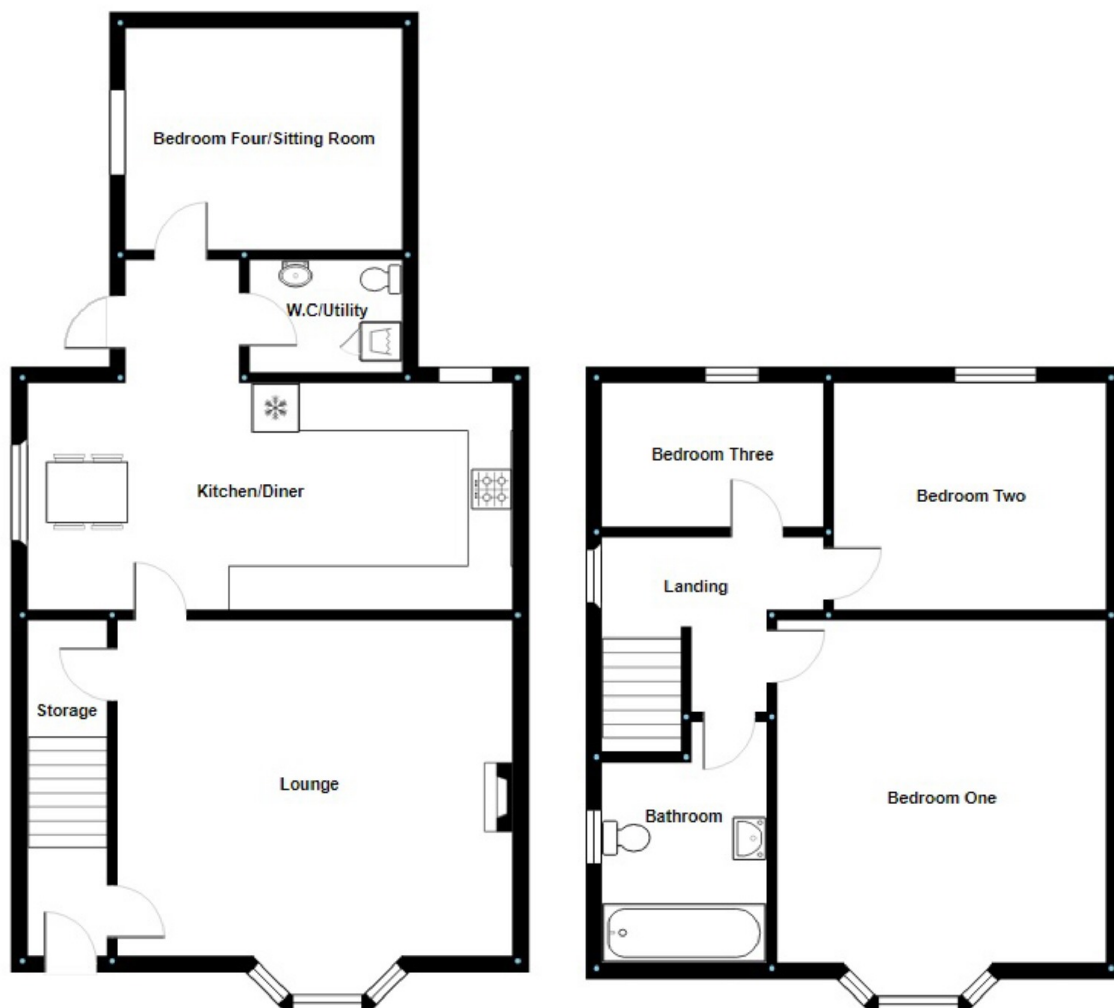 Bedroom Four/Sitting Room
W.C/Utility
Kitchen/Diner
Storage
Lounge
Bedroom Three
Bedroom Two
Landing
Bathroom
Bedroom One